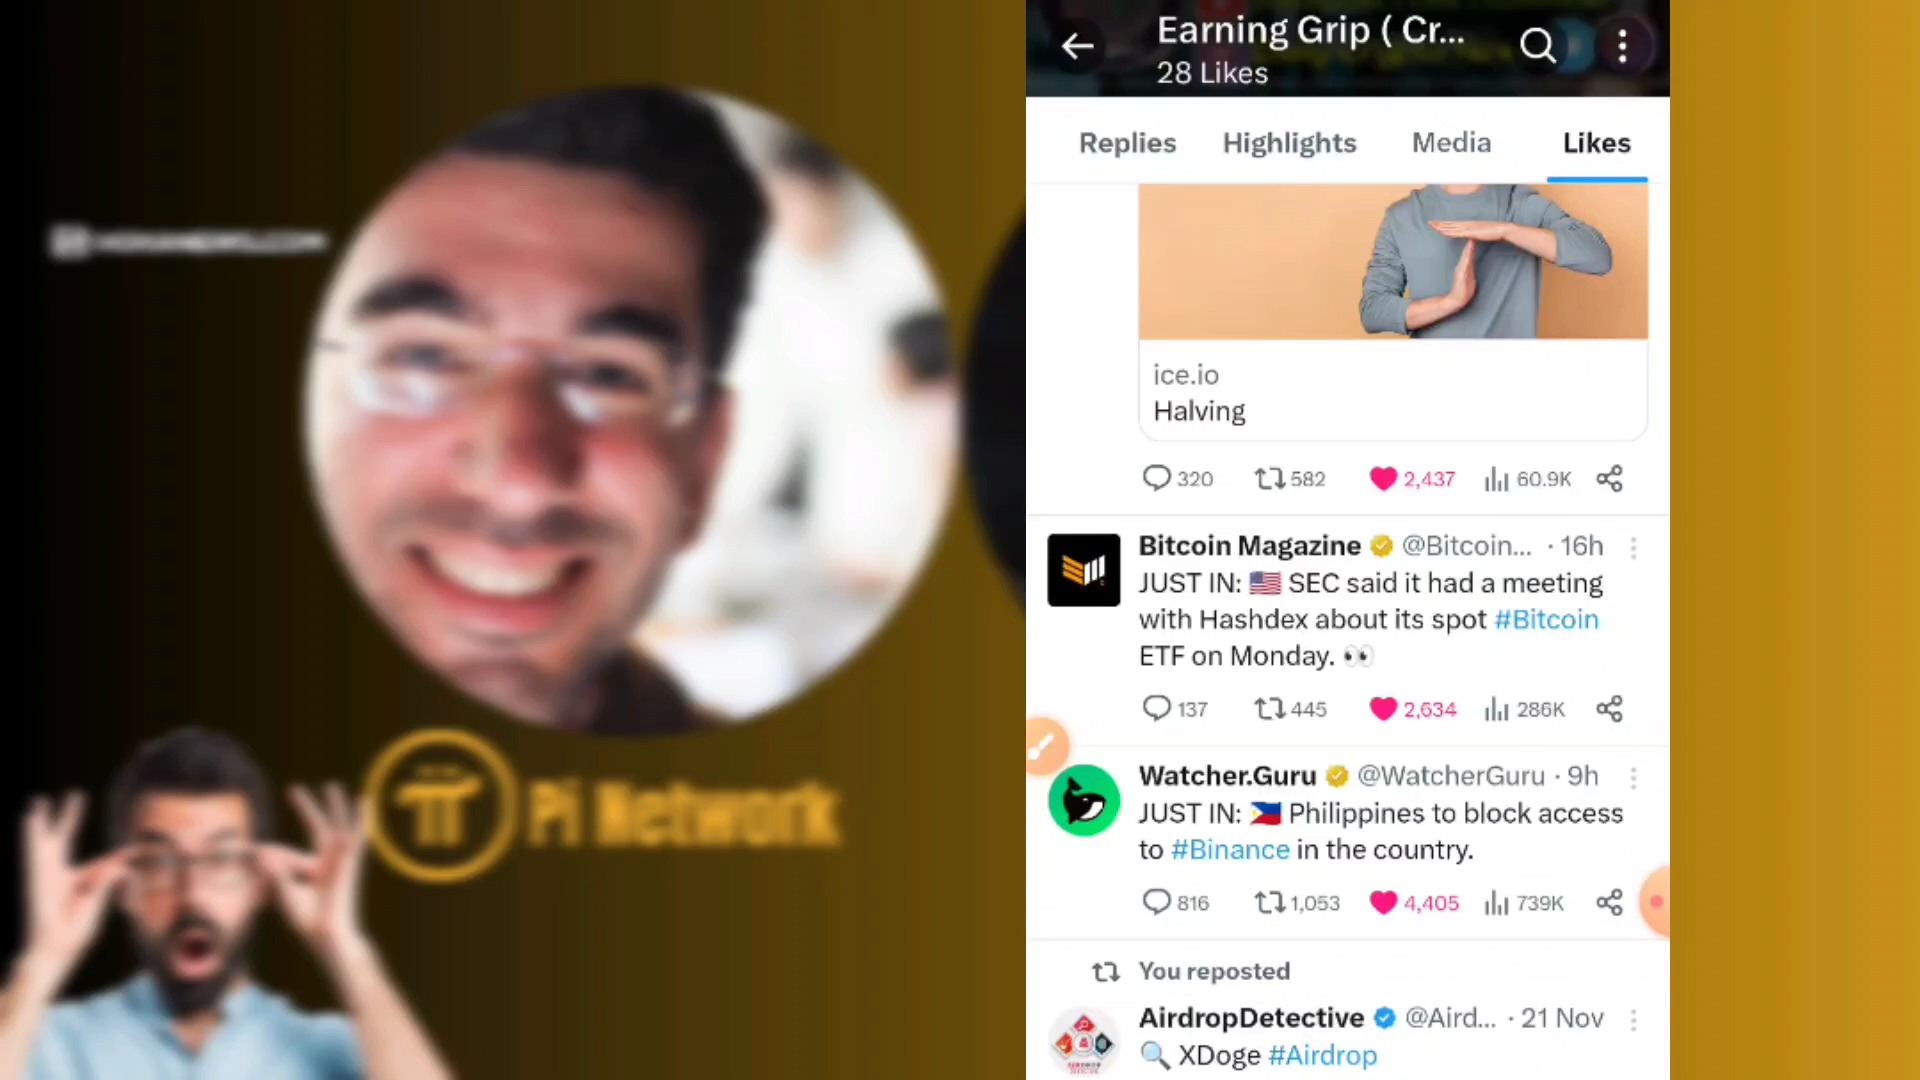 Pi Network
Earning Grip ( Cr...
28 Likes
Replies Highlights Media Likes
ice.io
Halving
320 582 2,437 60.9K
Bitcoin Magazine @Bitcoin... · 16h
JUST IN: 🇺🇸 SEC said it had a meeting
with Hashdex about its spot #Bitcoin
ETF on Monday. 👀
137 445 2,634 286K
Watcher.Guru @WatcherGuru · 9h
JUST IN: 🇵🇭 Philippines to block access
to #Binance in the country.
816 1,053 4,405 739K
You reposted
AirdropDetective @Aird... · 21 Nov
🔍 XDoge #Airdrop